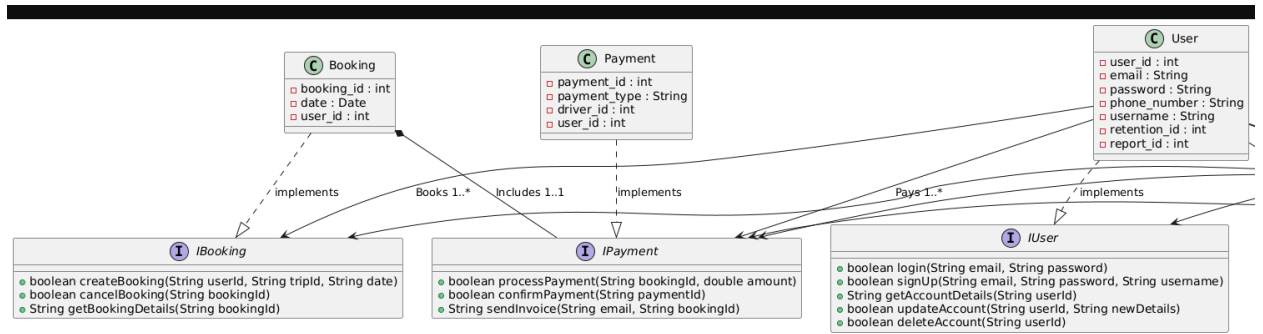 C Booking
booking_id : int
date : Date
user_id : int
C Payment
payment_id : int
payment_type : String
driver_id : int
user_id : int
C User
user_id : int
email : String
password : String
phone_number : String
username : String
retention_id : int
report_id : int
implements
Books 1..*
Includes 1..1
implements
Pays 1..*
implements
I IBooking
boolean createBooking(String userId, String tripId, String date)
boolean cancelBooking(String bookingId)
String getBookingDetails(String bookingId)
I IPayment
boolean processPayment(String bookingId, double amount)
boolean confirmPayment(String paymentId)
String sendInvoice(String email, String bookingId)
I IUser
boolean login(String email, String password)
boolean signUp(String email, String password, String username)
String getAccountDetails(String userId)
boolean updateAccount(String userId, String newDetails)
boolean deleteAccount(String userId)